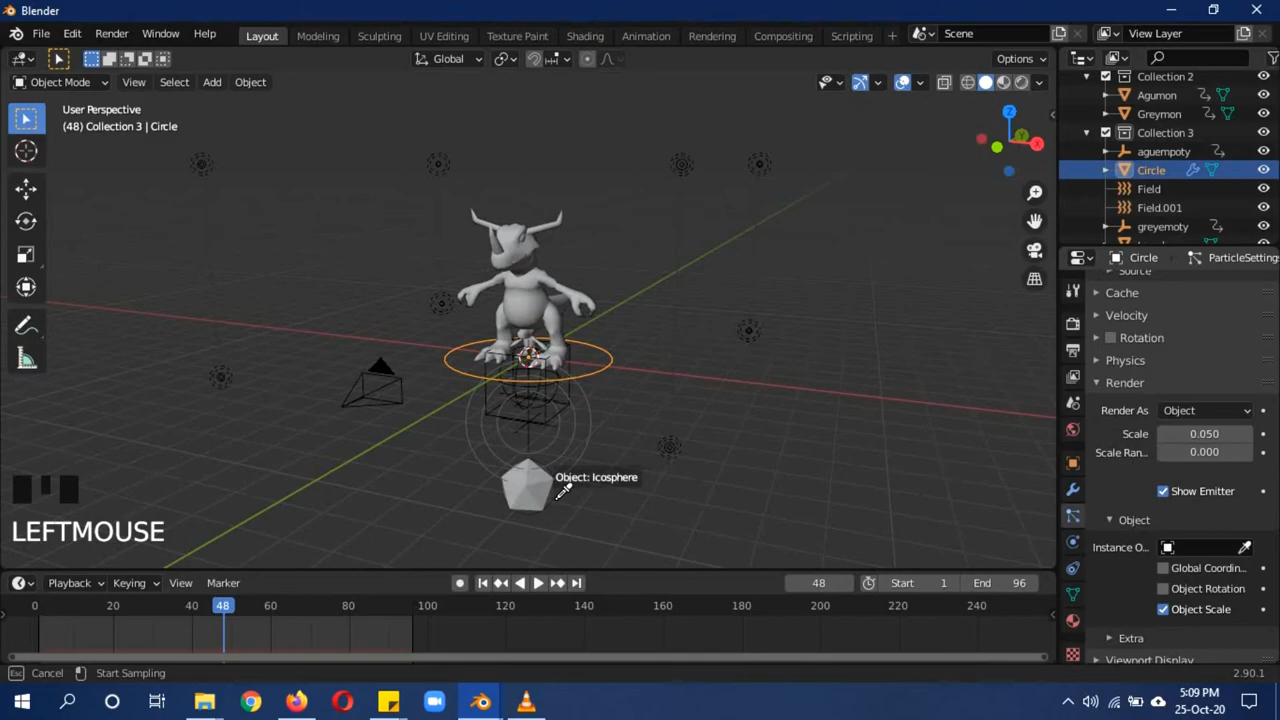 Blender
File Edit Render Window Help
Layout Modeling Sculpting UV Editing Texture Paint Shading Animation Rendering Compositing Scripting
Scene
View Layer
Global
Options
Object Mode View Select Add Object
User Perspective
(48) Collection 3 | Circle
Z
Y
X
Collection 2
Agumon
Greymon
Collection 3
aguempoty
Circle
Field
Field.001
greyemoty
Circle ParticleSetting
Source
Cache
Velocity
Rotation
Physics
Render
Render As Object
Scale 0.050
Scale Ran... 0.000
Show Emitter
Object
Instance O...
Global Coordin...
Object Rotation
Object Scale
Extra
Viewport Display
Object: Icosphere
LEFTMOUSE
Playback Keying View Marker
48
Start 1
End 96
0 20 40 48 60 80 100 120 140 160 180 200 220 240
Esc Cancel Start Sampling
2.90.1
5:09 PM
25-Oct-20